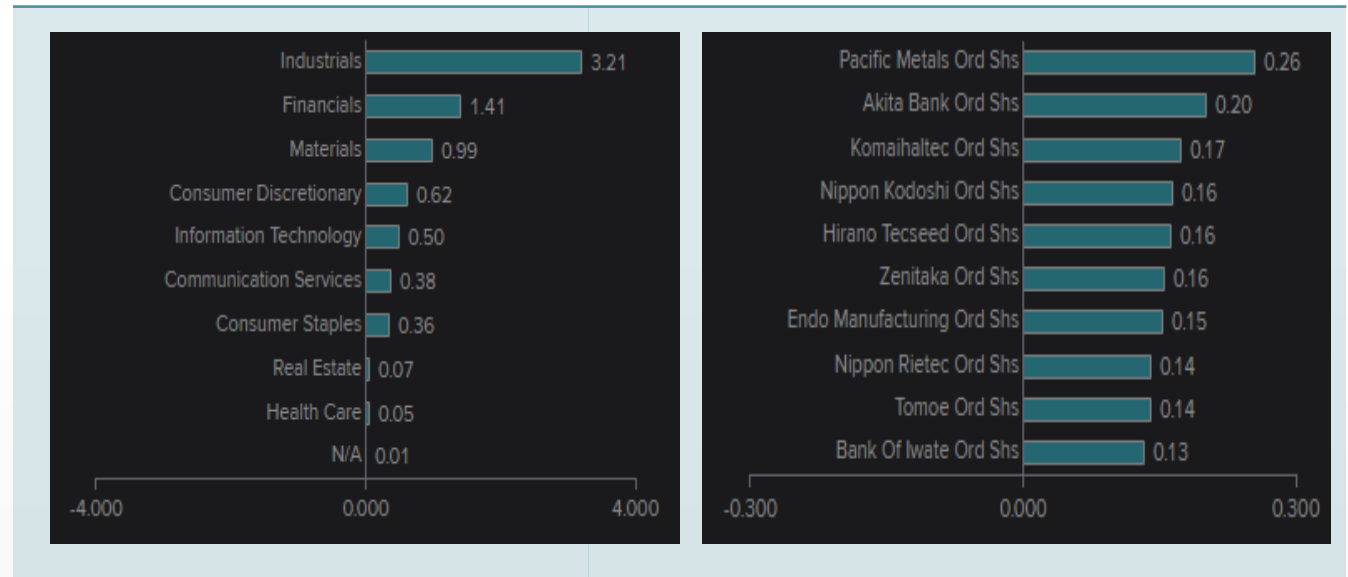 Industrials 3.21
Financials 1.41
Materials 0.99
Consumer Discretionary 0.62
Information Technology 0.50
Communication Services 0.38
Consumer Staples 0.36
Real Estate 0.07
Health Care 0.05
N/A 0.01
-4.000 0.000 4.000
Pacific Metals Ord Shs 0.26
Akita Bank Ord Shs 0.20
Komaihaltec Ord Shs 0.17
Nippon Kodoshi Ord Shs 0.16
Hirano Tecseed Ord Shs 0.16
Zenitaka Ord Shs 0.16
Endo Manufacturing Ord Shs 0.15
Nippon Rietec Ord Shs 0.14
Tomoe Ord Shs 0.14
Bank Of Iwate Ord Shs 0.13
-0.300 0.000 0.300